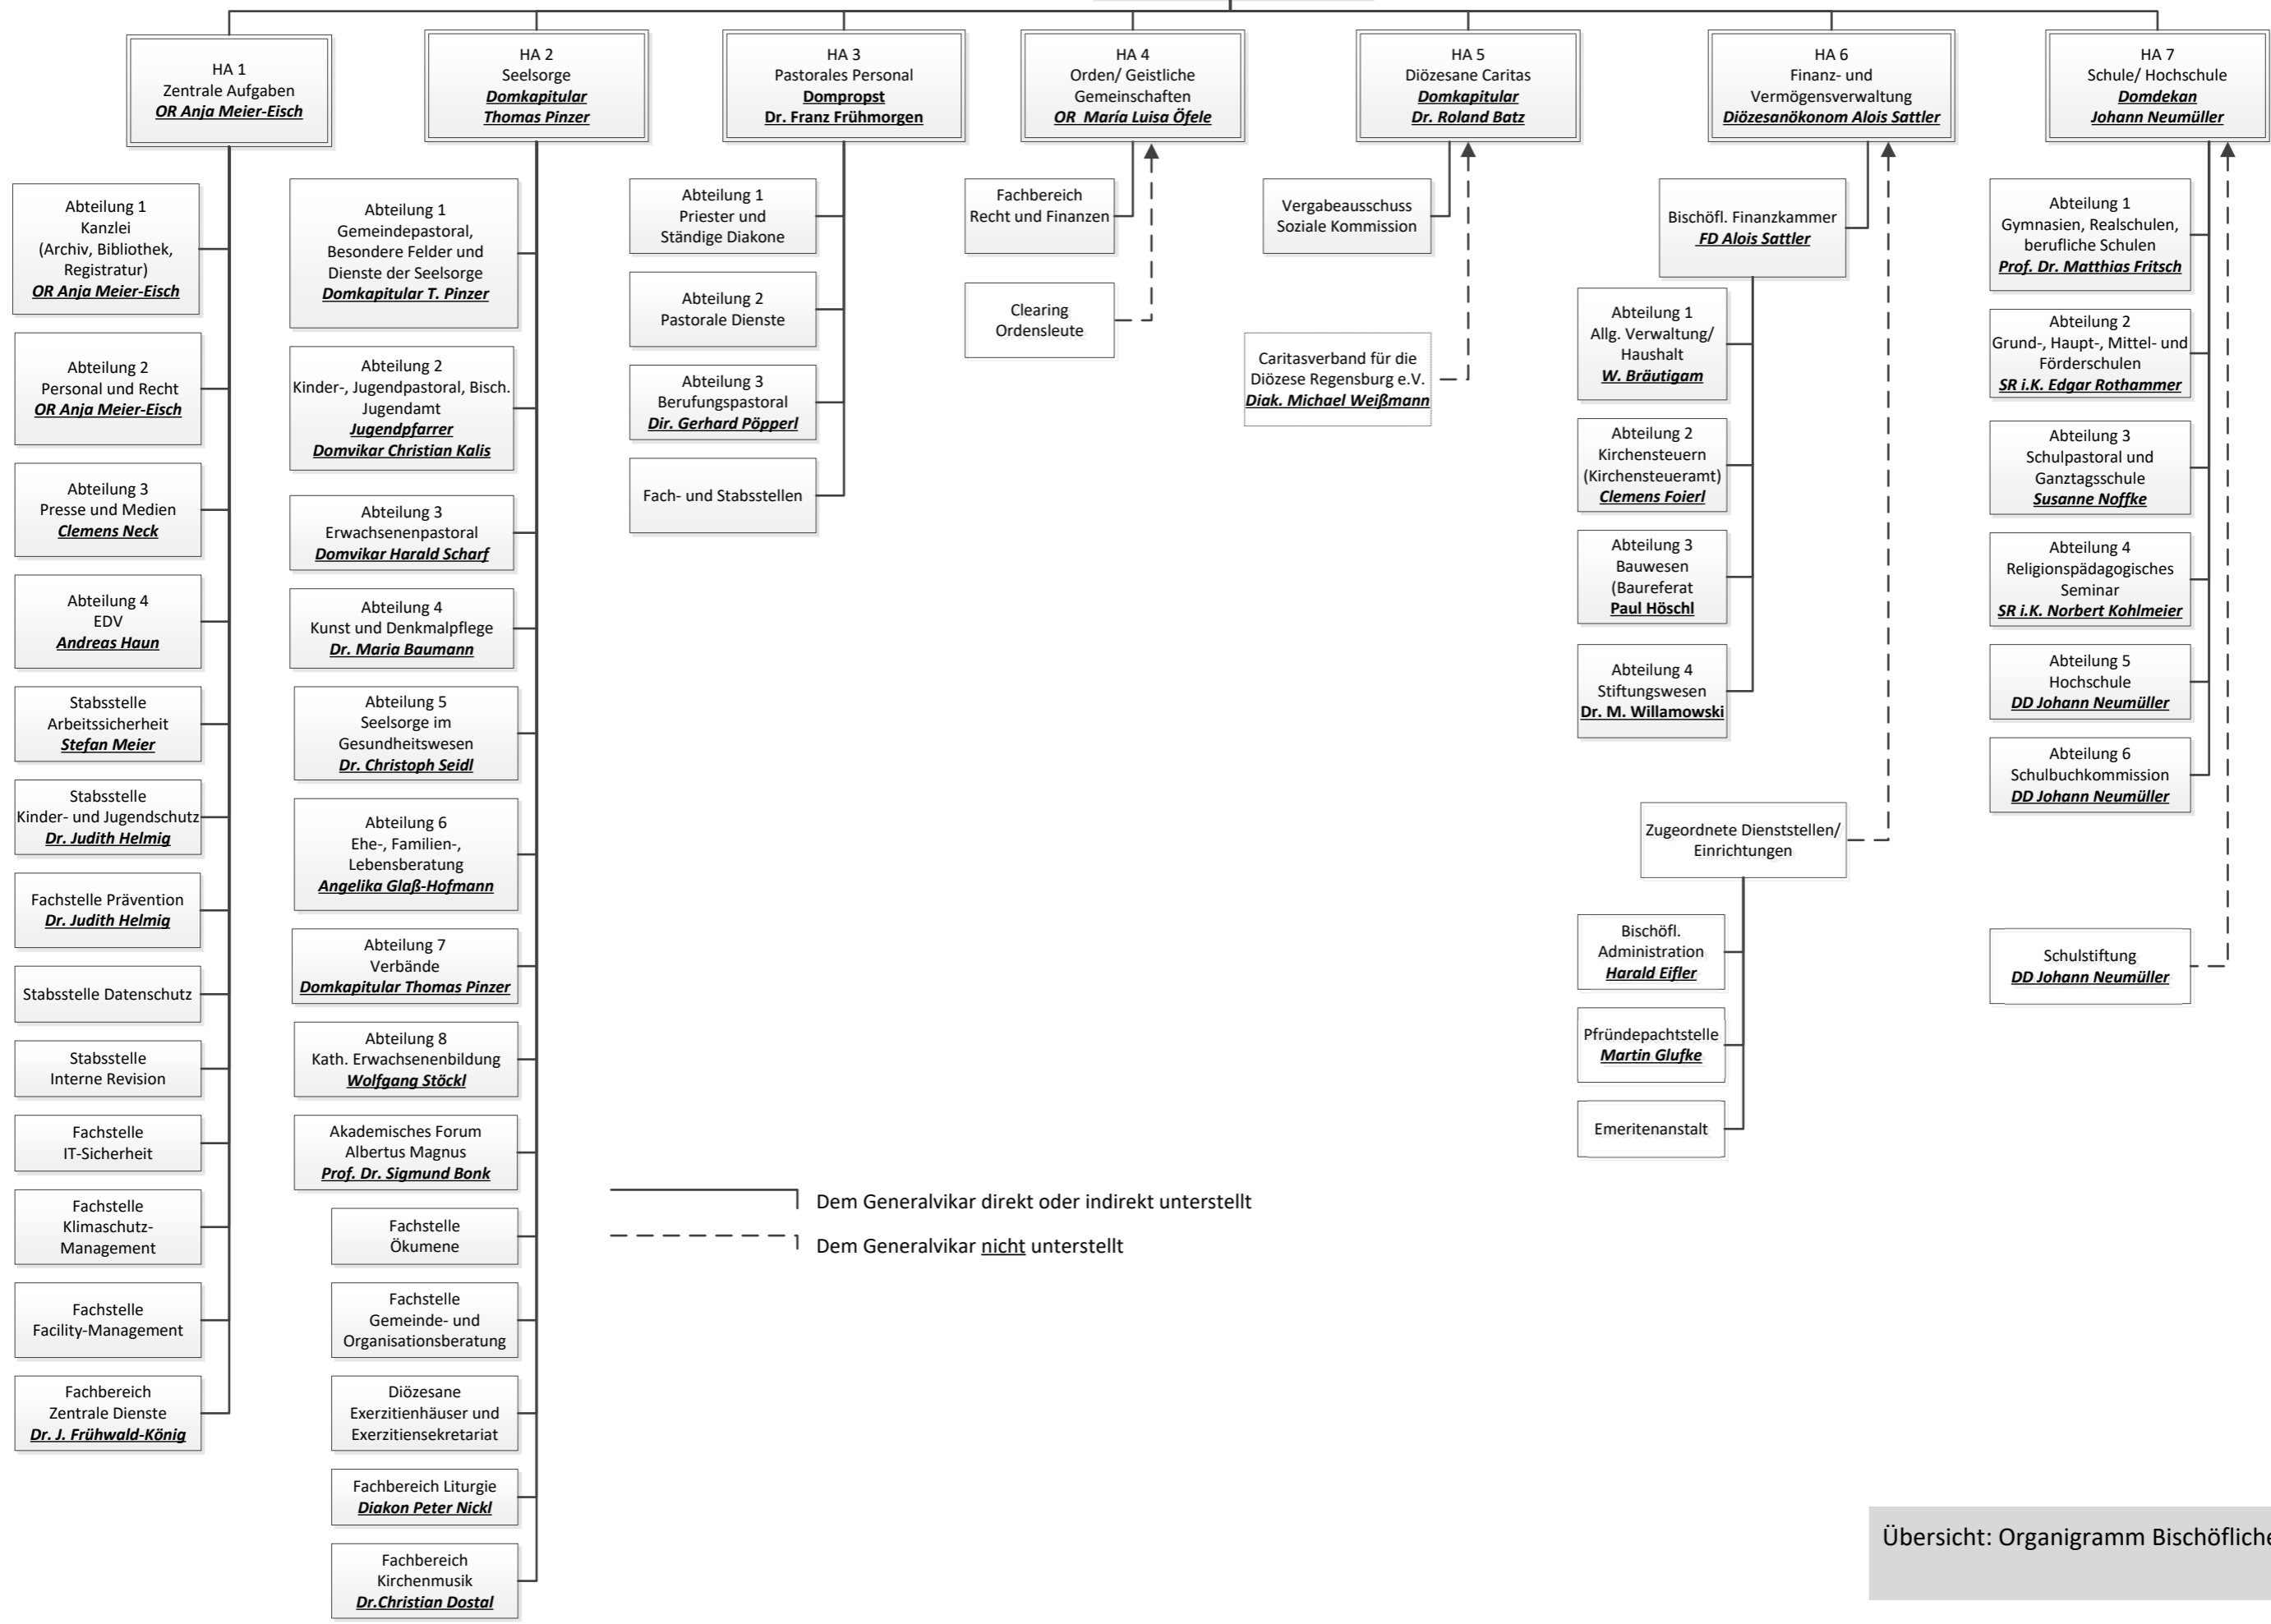 HA 1
Zentrale Aufgaben
OR Anja Meier-Eisch
HA 2
Seelsorge
Domkapitular
Thomas Pinzer
HA 3
Pastorales Personal
Dompropst
Dr. Franz Frühmorgen
HA 4
Orden/ Geistliche
Gemeinschaften
OR María Luisa Öfele
HA 5
Diözesane Caritas
Domkapitular
Dr. Roland Batz
HA 6
Finanz- und
Vermögensverwaltung
Diözesanökonom Alois Sattler
HA 7
Schule/ Hochschule
Domdekan
Johann Neumüller
Abteilung 1
Kanzlei
(Archiv, Bibliothek,
Registratur)
OR Anja Meier-Eisch
Abteilung 2
Personal und Recht
OR Anja Meier-Eisch
Abteilung 3
Presse und Medien
Clemens Neck
Abteilung 4
EDV
Andreas Haun
Stabsstelle
Arbeitssicherheit
Stefan Meier
Stabsstelle
Kinder- und Jugendschutz
Dr. Judith Helmig
Fachstelle Prävention
Dr. Judith Helmig
Stabsstelle Datenschutz
Stabsstelle
Interne Revision
Fachstelle
IT-Sicherheit
Fachstelle
Klimaschutz-
Management
Fachstelle
Facility-Management
Fachbereich
Zentrale Dienste
Dr. J. Frühwald-König
Abteilung 1
Gemeindepastoral,
Besondere Felder und
Dienste der Seelsorge
Domkapitular T. Pinzer
Abteilung 2
Kinder-, Jugendpastoral, Bisch.
Jugendamt
Jugendpfarrer
Domvikar Christian Kalis
Abteilung 3
Erwachsenenpastoral
Domvikar Harald Scharf
Abteilung 4
Kunst und Denkmalpflege
Dr. Maria Baumann
Abteilung 5
Seelsorge im
Gesundheitswesen
Dr. Christoph Seidl
Abteilung 6
Ehe-, Familien-,
Lebensberatung
Angelika Glaß-Hofmann
Abteilung 7
Verbände
Domkapitular Thomas Pinzer
Abteilung 8
Kath. Erwachsenenbildung
Wolfgang Stöckl
Akademisches Forum
Albertus Magnus
Prof. Dr. Sigmund Bonk
Fachstelle
Ökumene
Fachstelle
Gemeinde- und
Organisationsberatung
Diözesane
Exerzitienhäuser und
Exerzitiensekretariat
Fachbereich Liturgie
Diakon Peter Nickl
Fachbereich
Kirchenmusik
Dr.Christian Dostal
Abteilung 1
Priester und
Ständige Diakone
Abteilung 2
Pastorale Dienste
Abteilung 3
Berufungspastoral
Dir. Gerhard Pöpperl
Fach- und Stabsstellen
Fachbereich
Recht und Finanzen
Clearing
Ordensleute
Vergabeausschuss
Soziale Kommission
Caritasverband für die
Diözese Regensburg e.V.
Diak. Michael Weißmann
Bischöfl. Finanzkammer
FD Alois Sattler
Abteilung 1
Allg. Verwaltung/
Haushalt
W. Bräutigam
Abteilung 2
Kirchensteuern
(Kirchensteueramt)
Clemens Foierl
Abteilung 3
Bauwesen
(Baureferat
Paul Höschl
Abteilung 4
Stiftungswesen
Dr. M. Willamowski
Zugeordnete Dienststellen/
Einrichtungen
Bischöfl.
Administration
Harald Eifler
Pfründepachtstelle
Martin Glufke
Emeritenanstalt
Abteilung 1
Gymnasien, Realschulen,
berufliche Schulen
Prof. Dr. Matthias Fritsch
Abteilung 2
Grund-, Haupt-, Mittel- und
Förderschulen
SR i.K. Edgar Rothammer
Abteilung 3
Schulpastoral und
Ganztagsschule
Susanne Noffke
Abteilung 4
Religionspädagogisches
Seminar
SR i.K. Norbert Kohlmeier
Abteilung 5
Hochschule
DD Johann Neumüller
Abteilung 6
Schulbuchkommission
DD Johann Neumüller
Schulstiftung
DD Johann Neumüller
Dem Generalvikar direkt oder indirekt unterstellt
Dem Generalvikar nicht unterstellt
Übersicht: Organigramm Bischöfliche